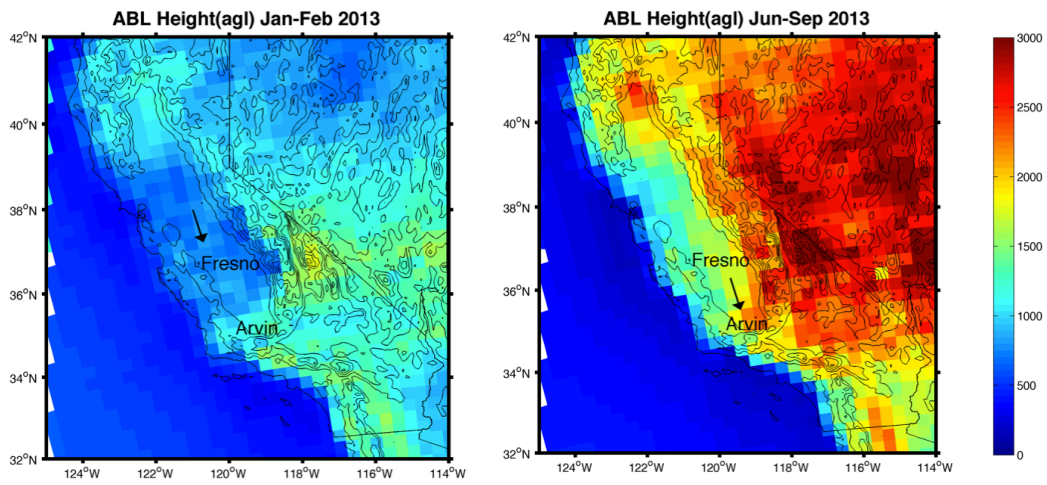 ABL Height(agl) Jan-Feb 2013
42°N
40°N
38°N
36°N
34°N
32°N
124°W 122°W 120°W 118°W 116°W 114°W
Fresno
Arvin
ABL Height(agl) Jun-Sep 2013
42°N
40°N
38°N
36°N
34°N
32°N
124°W 122°W 120°W 118°W 116°W 114°W
Fresno
Arvin
3000
2500
2000
1500
1000
500
0